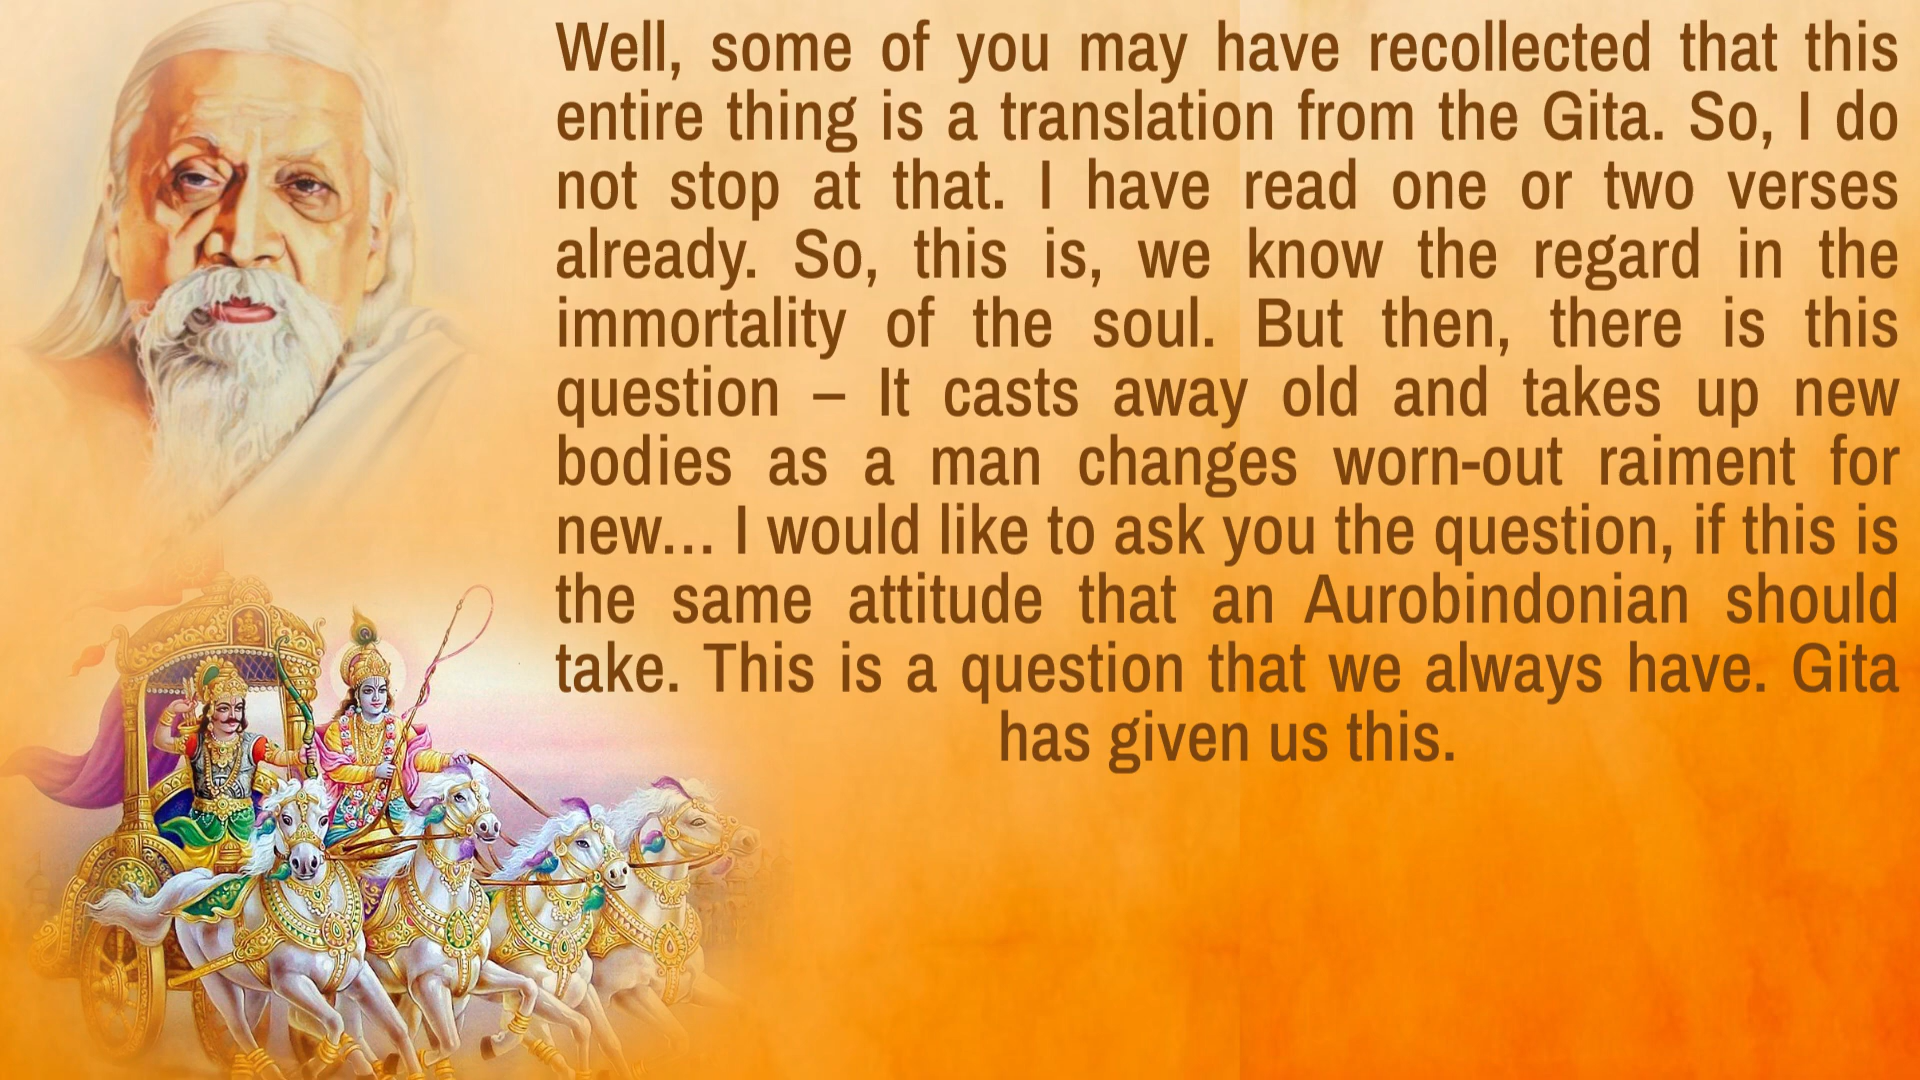 Well, some of you may have recollected that this
entire thing is a translation from the Gita. So, I do
not stop at that. I have read one or two verses
already. So, this is, we know the regard in the
immortality of the soul. But then, there is this
question – It casts away old and takes up new
bodies as a man changes worn-out raiment for
new... I would like to ask you the question, if this is
the same attitude that an Aurobindonian should
take. This is a question that we always have. Gita
has given us this.